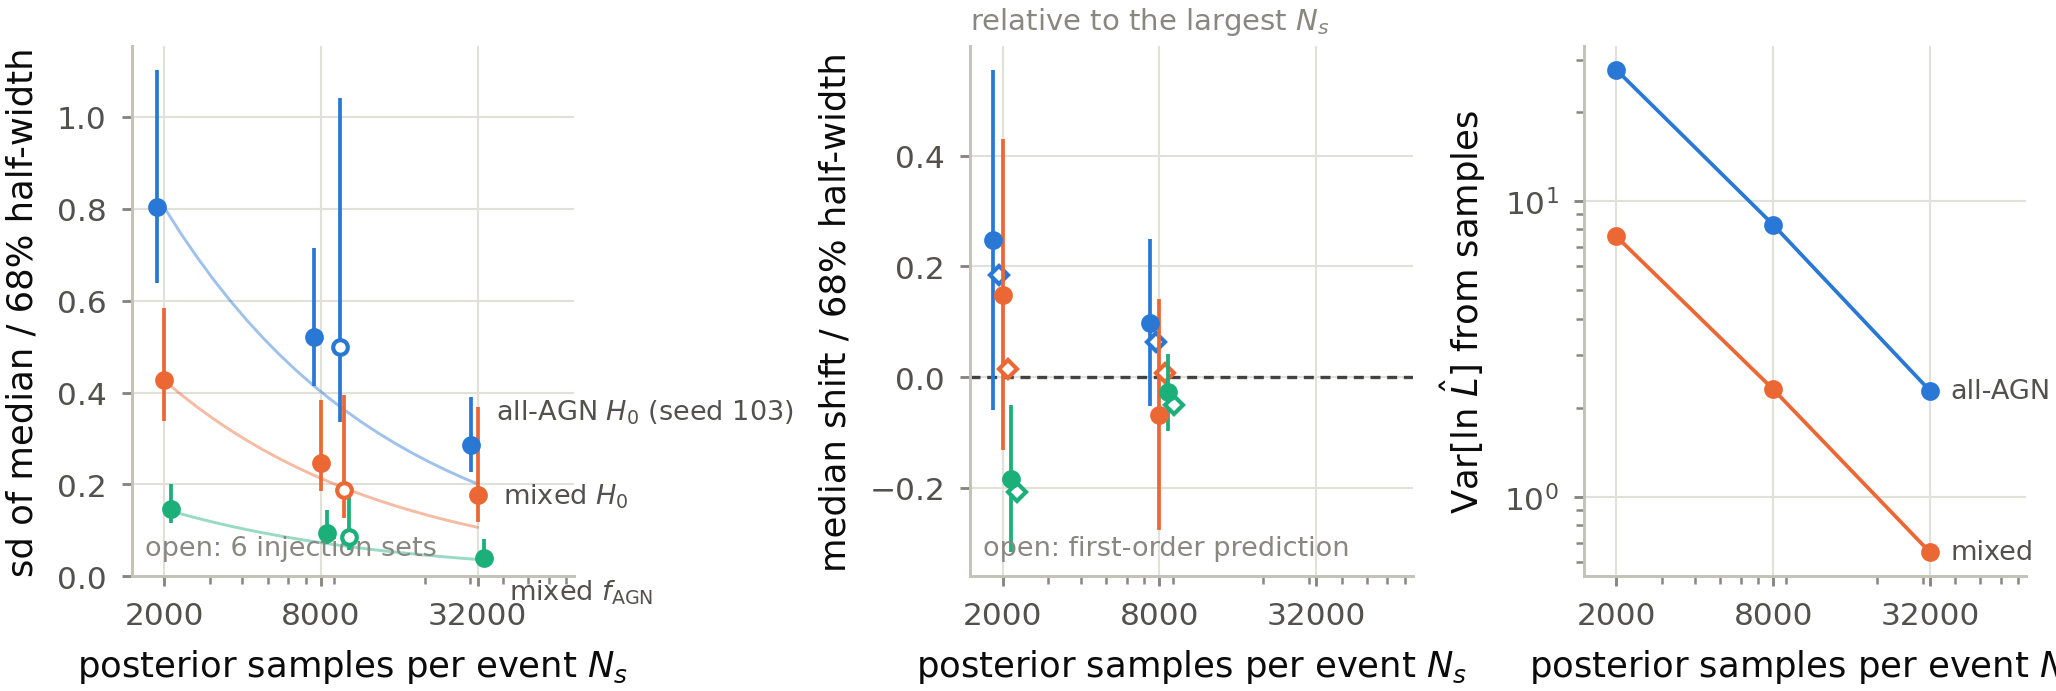 sd of median / 68% half-width
1.0
0.8
0.6
0.4
0.2
0.0
2000
8000
32000
posterior samples per event Nₛ
all-AGN H₀ (seed 103)
mixed H₀
mixed f_AGN
open: 6 injection sets
relative to the largest Nₛ
median shift / 68% half-width
0.4
0.2
0.0
−0.2
open: first-order prediction
2000
8000
32000
posterior samples per event Nₛ
Var[ln L̂] from samples
10¹
10⁰
all-AGN
mixed
2000
8000
32000
posterior samples per event N